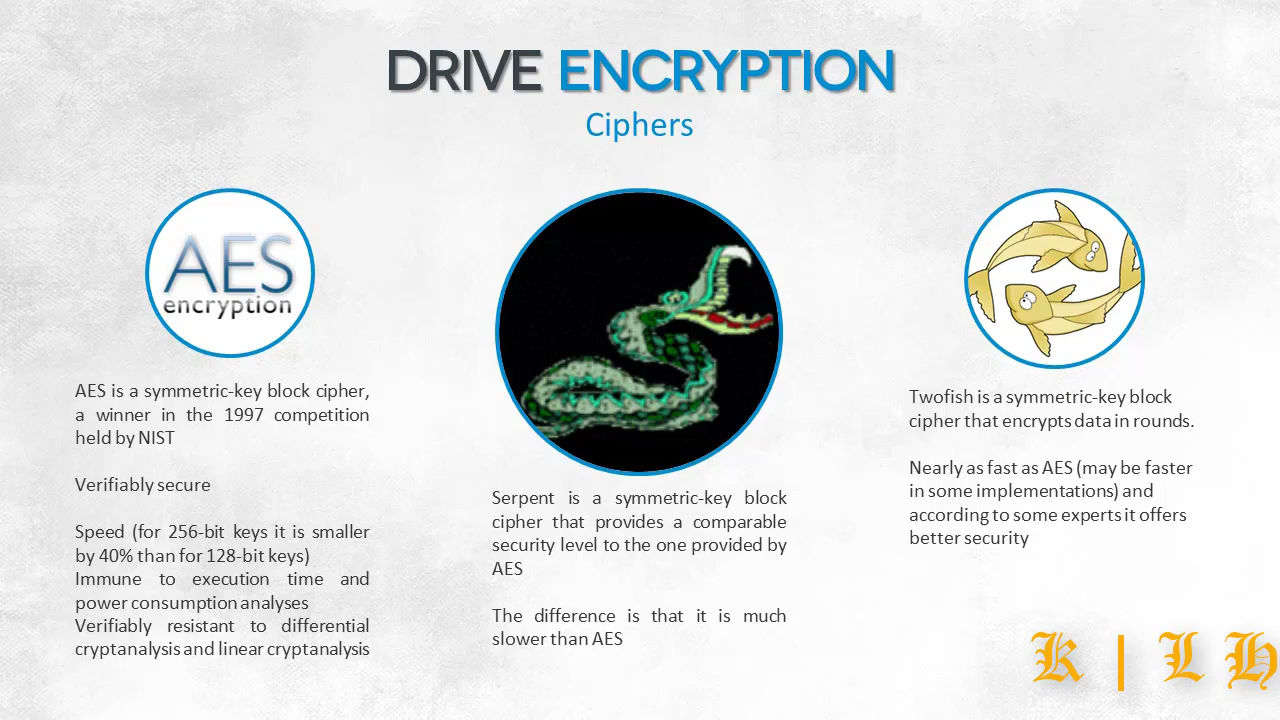 DRIVE ENCRYPTION
Ciphers
AES
encryption
AES is a symmetric-key block cipher,
a winner in the 1997 competition
held by NIST
Verifiably secure
Speed (for 256-bit keys it is smaller
by 40% than for 128-bit keys)
Immune to execution time and
power consumption analyses
Verifiably resistant to differential
cryptanalysis and linear cryptanalysis
Serpent is a symmetric-key block
cipher that provides a comparable
security level to the one provided by
AES
The difference is that it is much
slower than AES
Twofish is a symmetric-key block
cipher that encrypts data in rounds.
Nearly as fast as AES (may be faster
in some implementations) and
according to some experts it offers
better security
K | L H